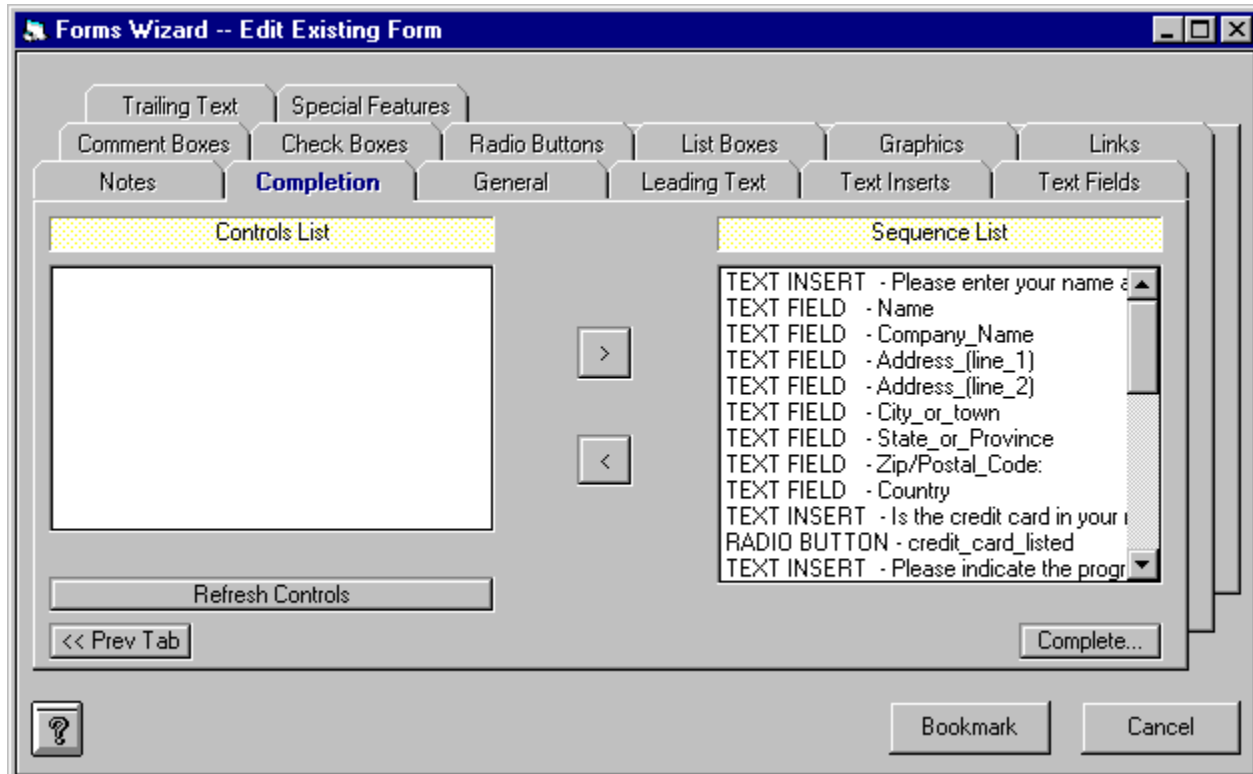 Forms Wizard -- Edit Existing Form
Trailing Text Special Features
Comment Boxes Check Boxes Radio Buttons List Boxes Graphics Links
Notes Completion General Leading Text Text Inserts Text Fields
Controls List
Sequence List
TEXT INSERT - Please enter your name a
TEXT FIELD - Name
TEXT FIELD - Company_Name
TEXT FIELD - Address_(line_1)
TEXT FIELD - Address_(line_2)
TEXT FIELD - City_or_town
TEXT FIELD - State_or_Province
TEXT FIELD - Zip/Postal_Code:
TEXT FIELD - Country
TEXT INSERT - Is the credit card in your
RADIO BUTTON - credit_card_listed
TEXT INSERT - Please indicate the progr
>
<
Refresh Controls
<< Prev Tab
Complete...
?
Bookmark
Cancel